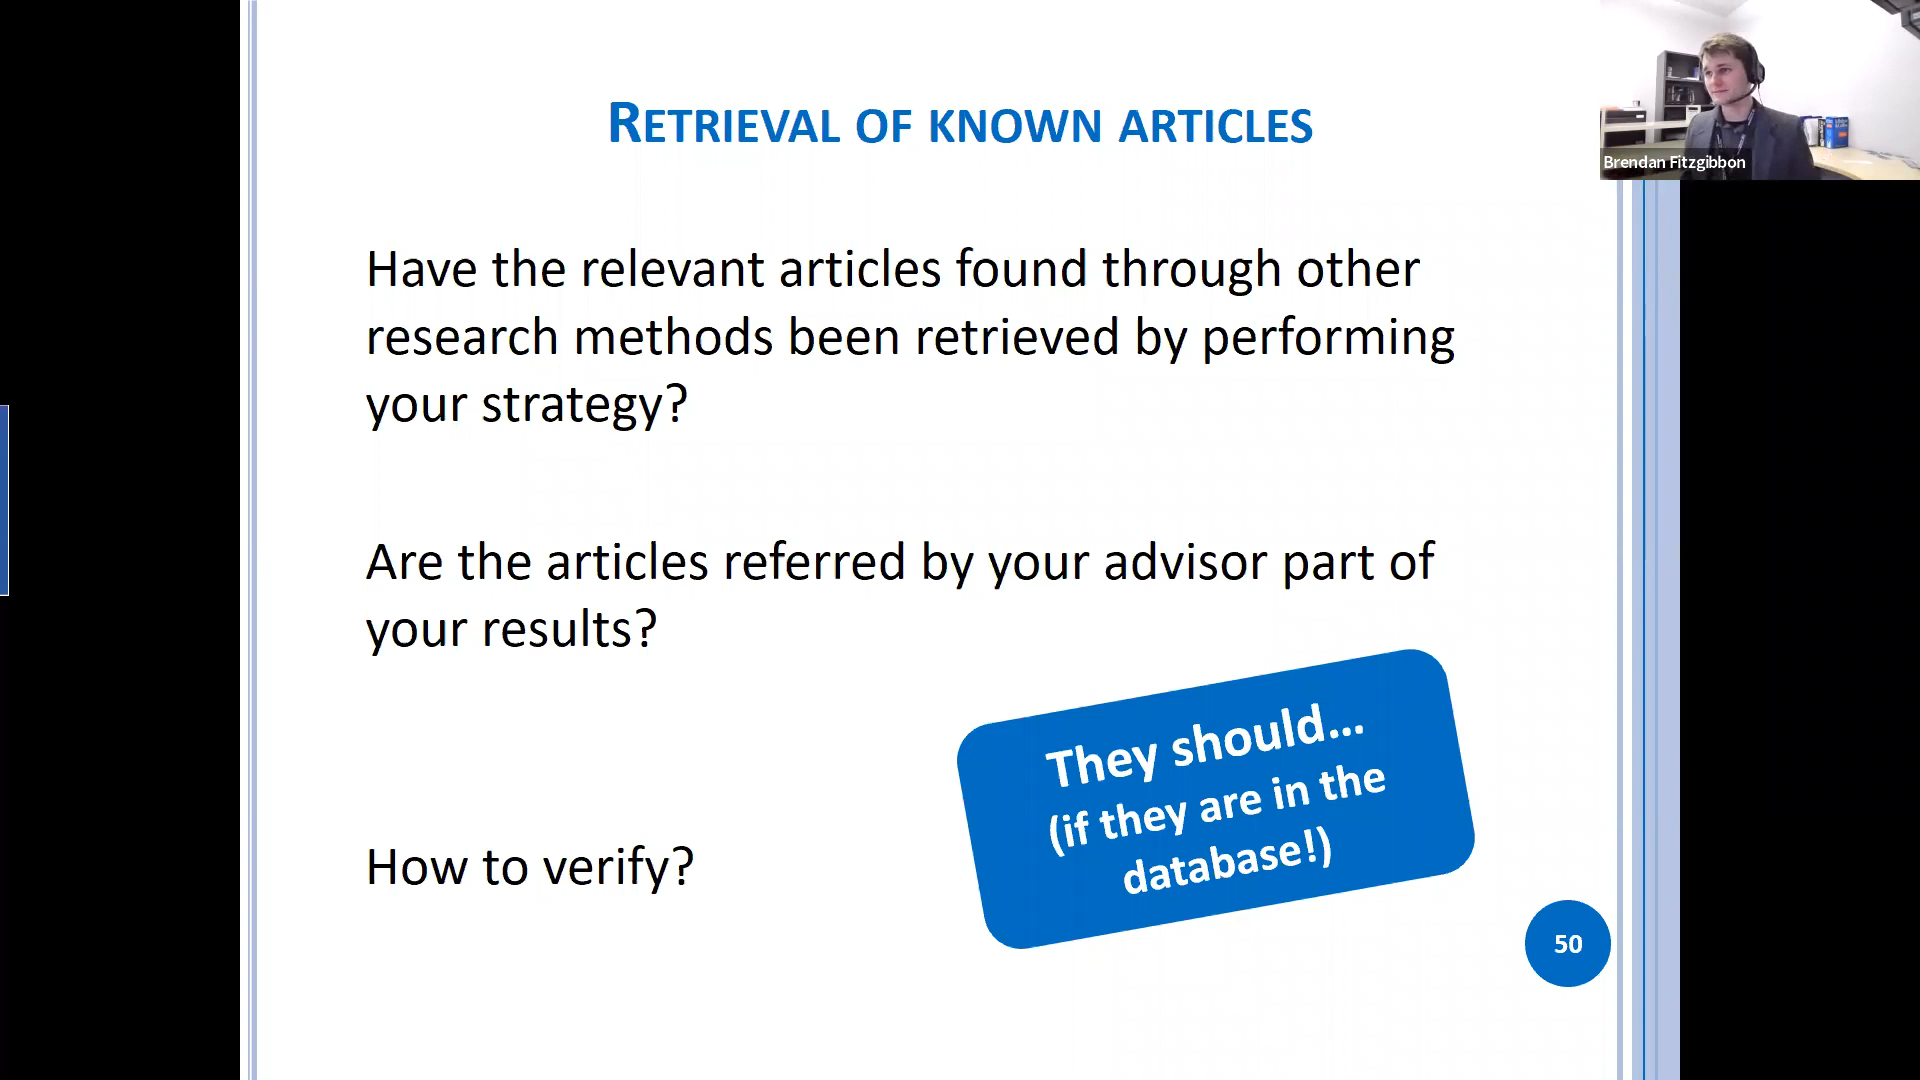 RETRIEVAL OF KNOWN ARTICLES
Brendan Fitzgibbon
Have the relevant articles found through other
research methods been retrieved by performing
your strategy?
Are the articles referred by your advisor part of
your results?
They should...
(if they are in the
database!)
How to verify?
50